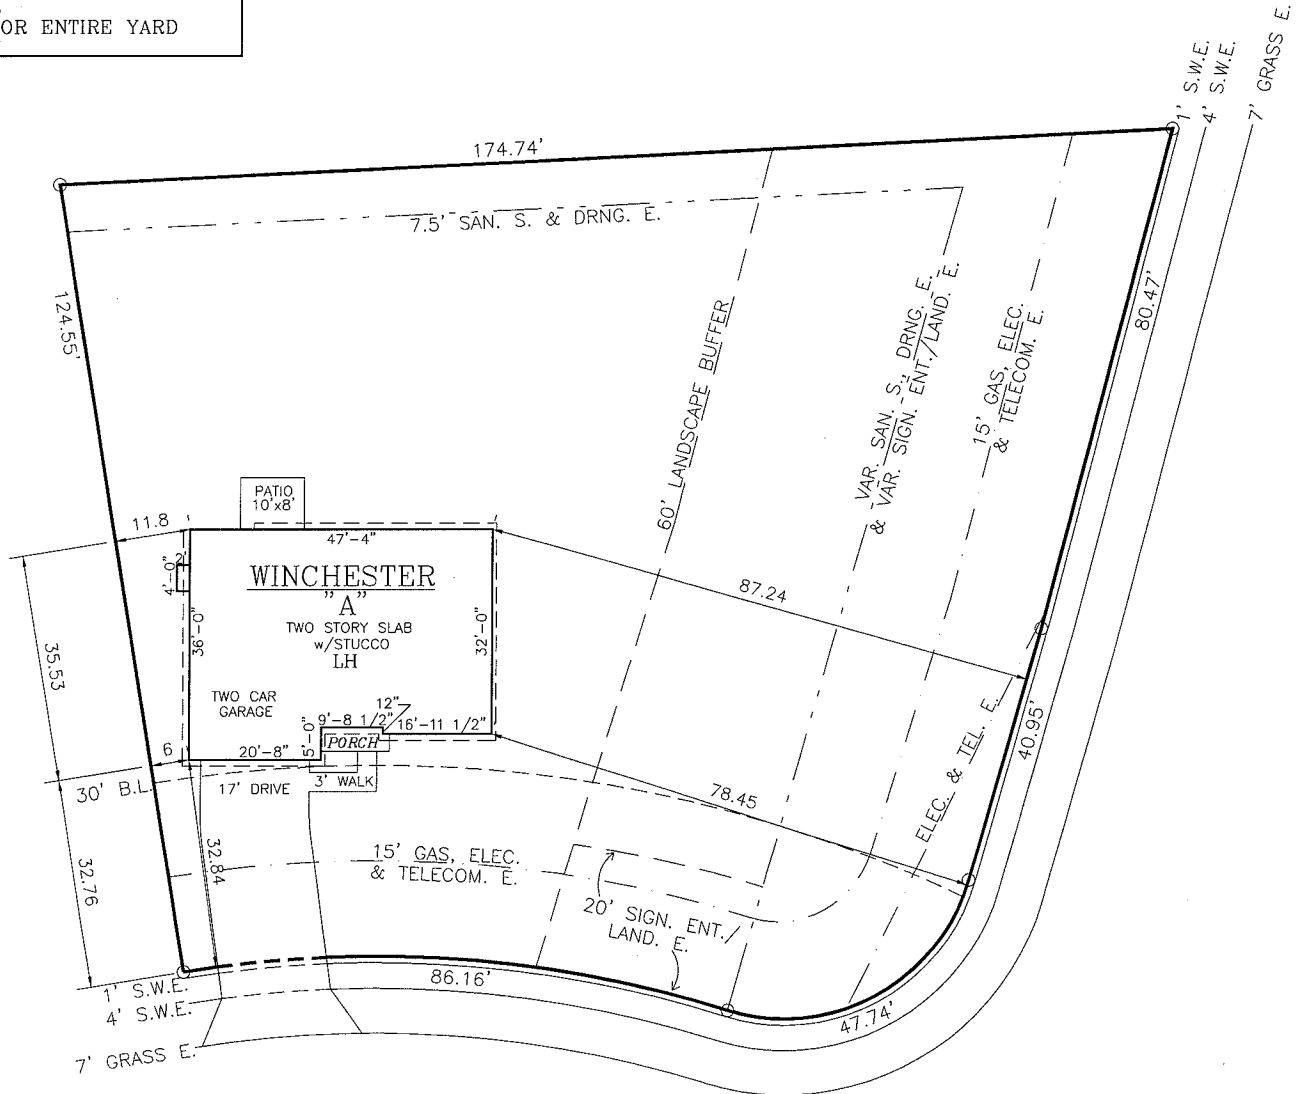 OR ENTIRE YARD
1' S.W.E.
4' S.W.E.
7' GRASS E.
174.74'
7.5' SAN. S. & DRNG. E.
124.55'
80.47'
60' LANDSCAPE BUFFER
VAR. SAN. S., DRNG. E.,
& VAR. SIGN. ENT./LAND. E.
15' GAS, ELEC.
& TELECOM. E.
PATIO
10'x8'
11.8
47'-4"
2'
4'-0"
WINCHESTER
"A"
TWO STORY SLAB
w/STUCCO
LH
36'-0"
32'-0"
87.24
35.53
TWO CAR
GARAGE
12"
9'-8 1/2"
16'-11 1/2"
5'-0"
PORCH
20'-8"
6
30' B.L.
17' DRIVE
3' WALK
78.45
ELEC. & TEL. E.
40.95'
32.84
32.76
15' GAS, ELEC.
& TELECOM. E.
20' SIGN. ENT./
LAND. E.
86.16'
47.74'
1' S.W.E.
4' S.W.E.
7' GRASS E.